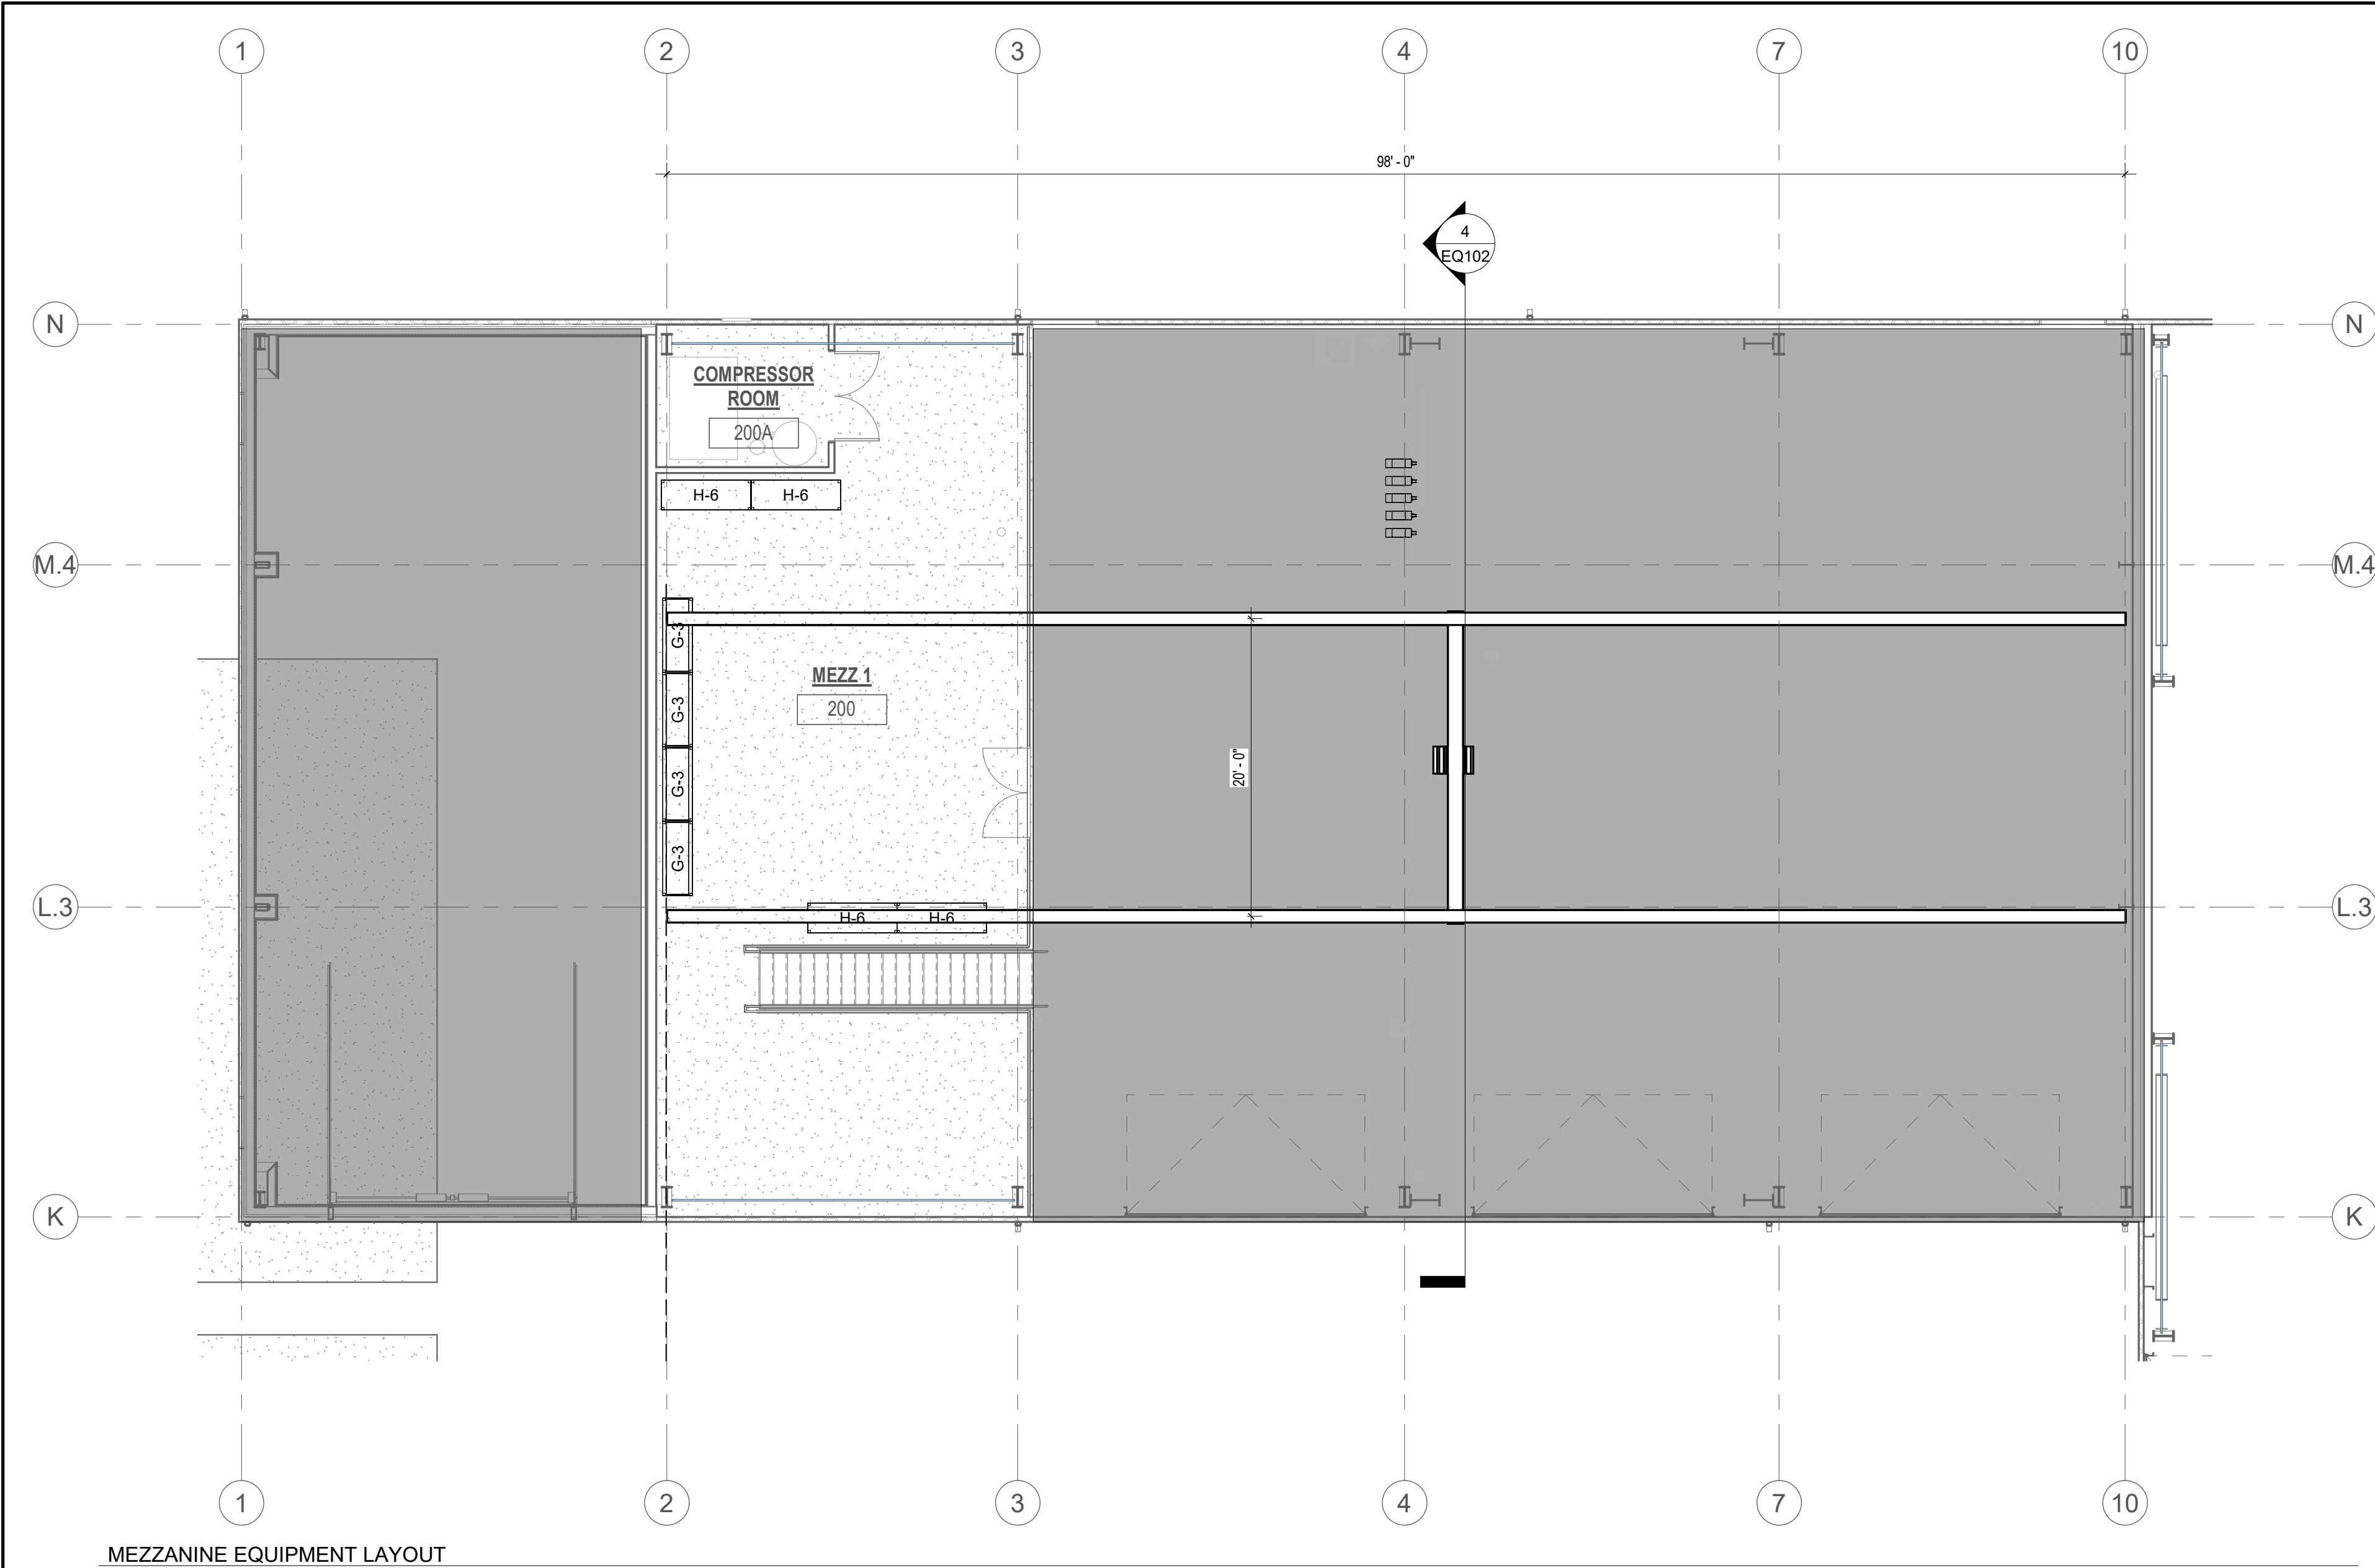 1 2 3 4 7 10
98' - 0"
4
EQ102
N N
COMPRESSOR
ROOM
200A
H-6 H-6
M.4 M.4
G-3
MEZZ 1
G-3
200
20' - 0"
G-3
G-3
L.3 L.3
H-6 H-6
K K
1 2 3 4 7 10
MEZZANINE EQUIPMENT LAYOUT